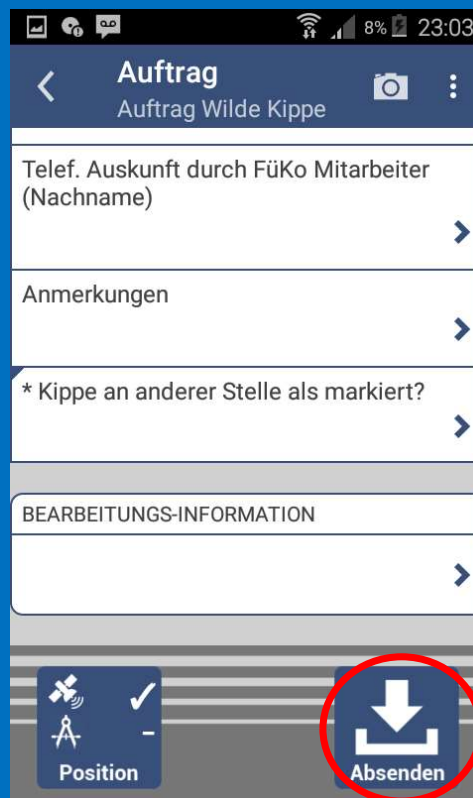 8% 23:03
Auftrag
Auftrag Wilde Kippe
Telef. Auskunft durch FüKo Mitarbeiter
(Nachname)
Anmerkungen
* Kippe an anderer Stelle als markiert?
BEARBEITUNGS-INFORMATION
Position
Absenden